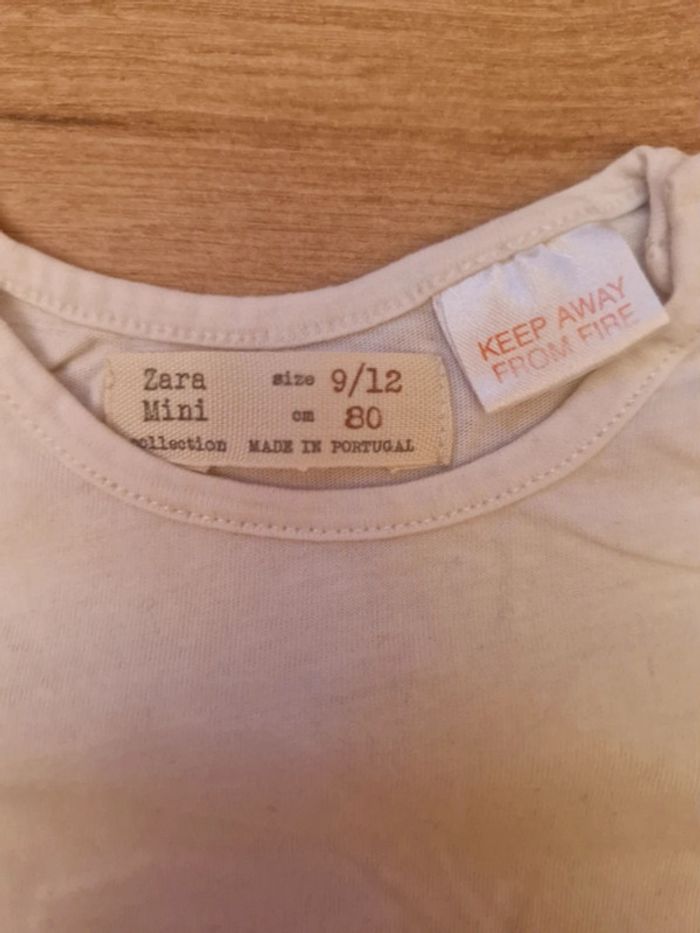 Zara size 9/12
Mini cm 80
collection MADE IN PORTUGAL
KEEP AWAY
FROM FIRE